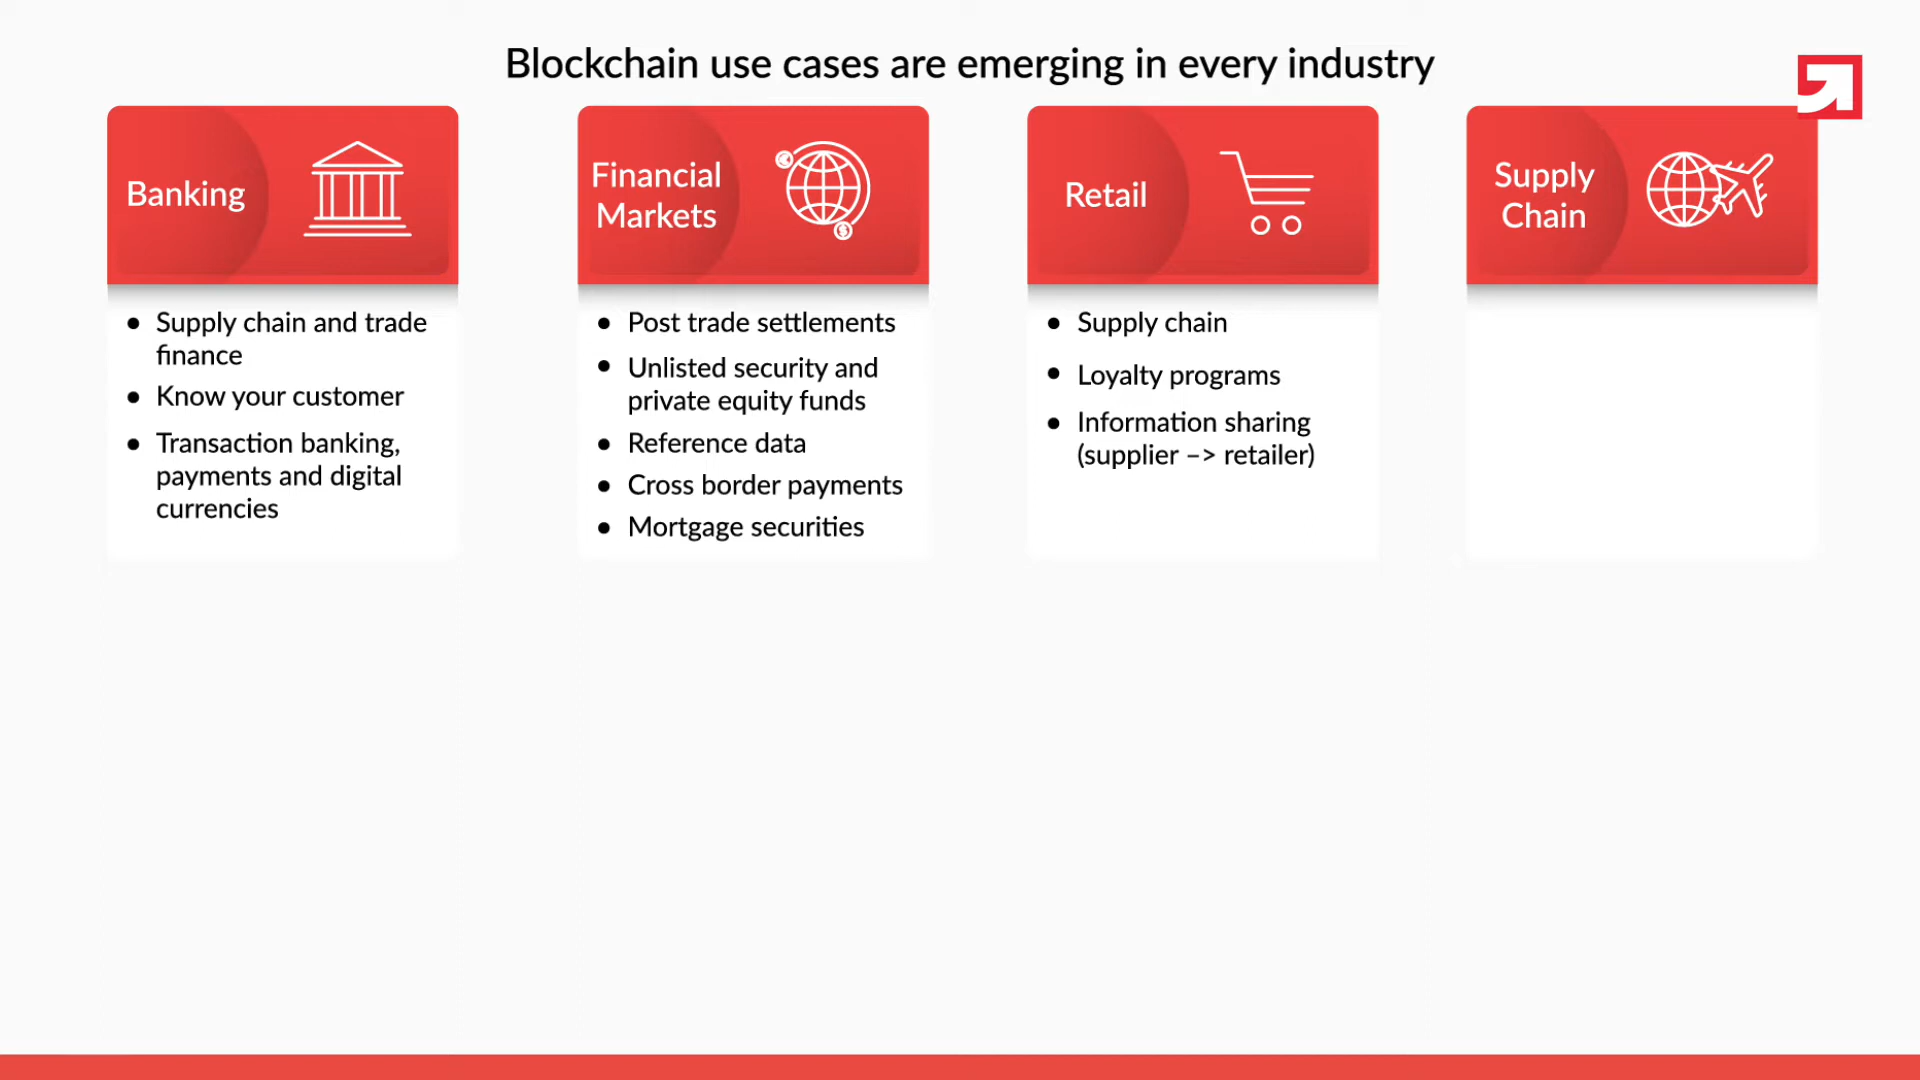 Blockchain use cases are emerging in every industry
Banking
• Supply chain and trade
finance
• Know your customer
• Transaction banking,
payments and digital
currencies
Financial
Markets
• Post trade settlements
• Unlisted security and
private equity funds
• Reference data
• Cross border payments
• Mortgage securities
Retail
• Supply chain
• Loyalty programs
• Information sharing
(supplier –> retailer)
Supply
Chain